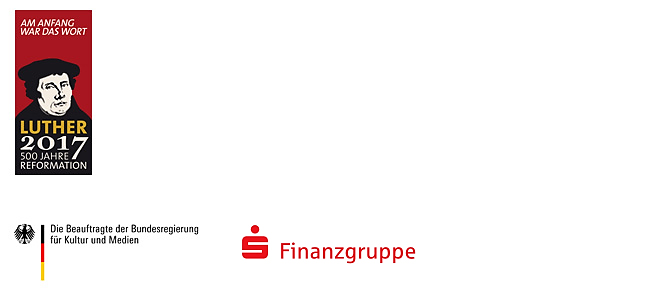 AM ANFANG
WAR DAS WORT
LUTHER
2017
500 JAHRE
REFORMATION
Die Beauftragte der Bundesregierung
für Kultur und Medien
Finanzgruppe